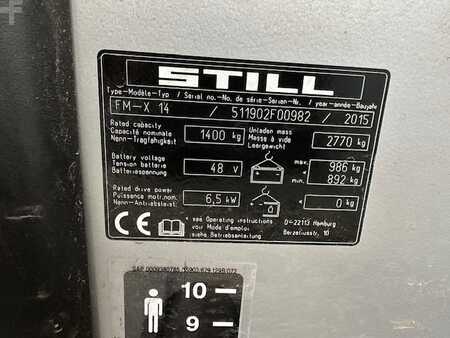 STILL
Type-Modèle-Typ / Serial no.-No. de série-Serien-Nr. / year-année-Baujahr
FM-X 14 / 511902F00982 / 2015
Rated capacity
Capacité nominale 1400 kg
Nenn-Tragfähigkeit
Unladen mass
Masse à vide 2770 kg
Leergewicht
Battery voltage
Tension batterie 48 V
Batteriespannung
max. 986 kg
min. 892 kg
Rated drive power
Puissance motr.nom. 6,5 kW
Nenn-Antriebsleist.
0 kg
CE
see Operating instructions
voir Mode d'emploi
siehe Betriebsanleitung
D-22113 Hamburg
Berzeliusstr. 10
10
9